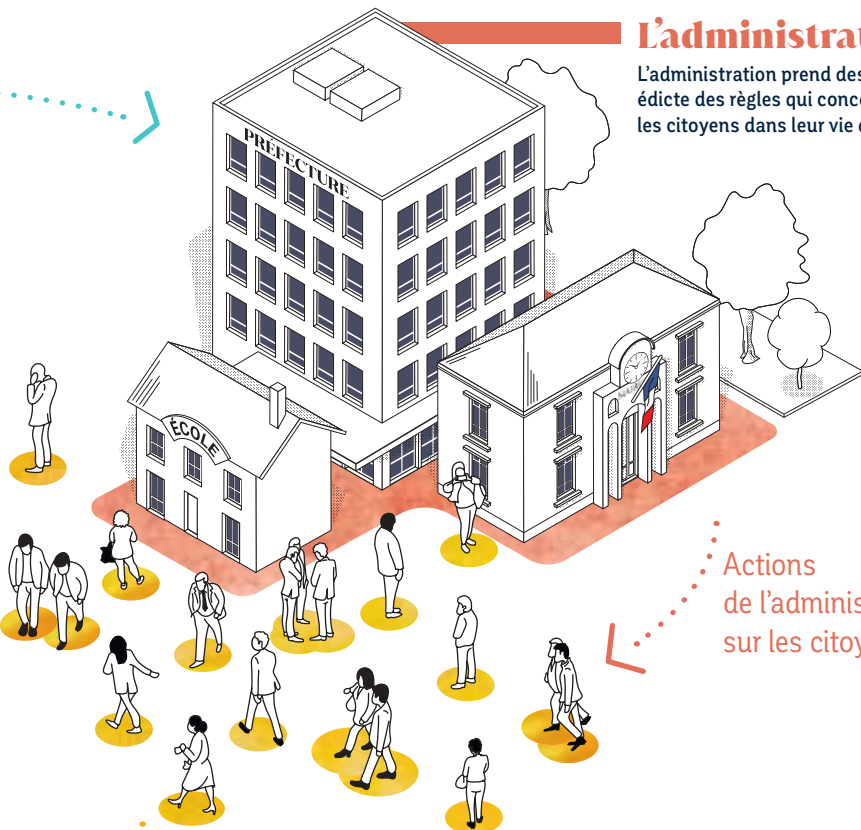 L'administrat
L'administration prend des
édicte des règles qui conce
les citoyens dans leur vie
PRÉFECTURE
ÉCOLE
Actions
de l'adminis
sur les citoy